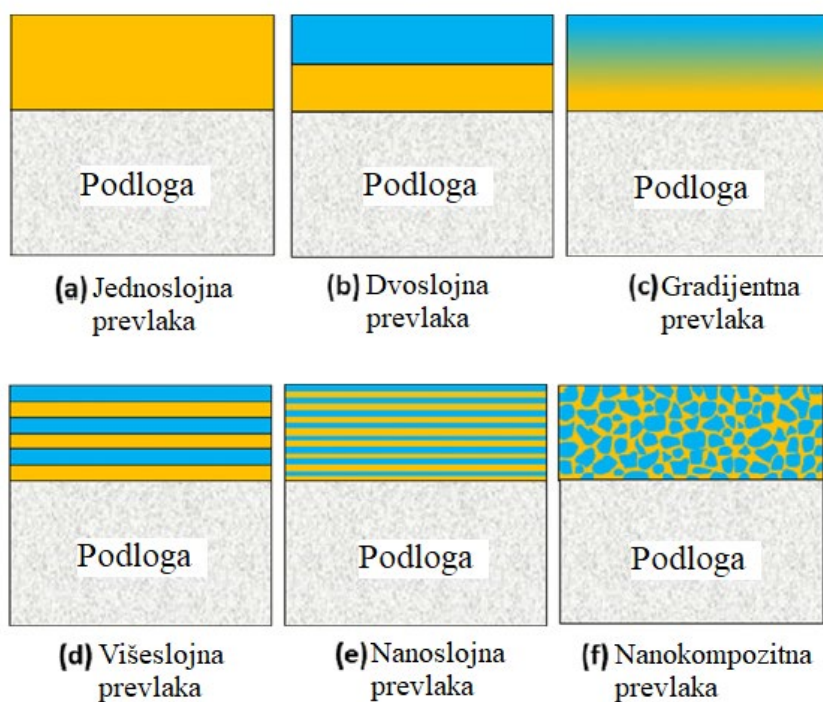 Podloga
Podloga
Podloga
(a) Jednoslojna
prevlaka
(b) Dvoslojna
prevlaka
(c) Gradijentna
prevlaka
Podloga
Podloga
Podloga
(d) Višeslojna
prevlaka
(e) Nanoslojna
prevlaka
(f) Nanokompozitna
prevlaka